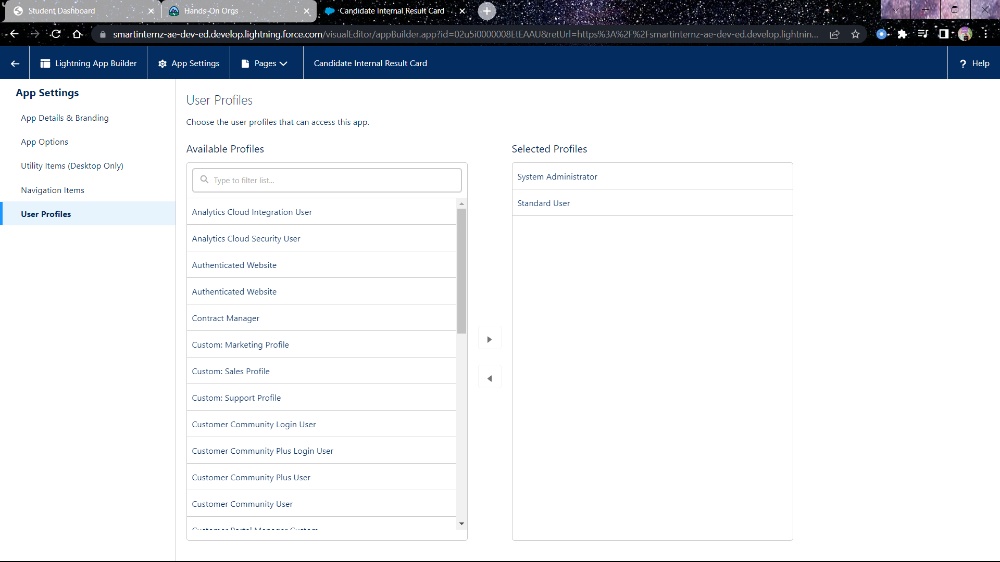 Student Dashboard
Hands-On Orgs
Candidate Internal Result Card -
smartinternz-ae-dev-ed.develop.lightning.force.com/visualEditor/appBuilder.app?id=02u5i0000008EtEAAU&retUrl=https%3A%2F%2Fsmartinternz-ae-dev-ed.develop.lightnin...
Lightning App Builder
App Settings
Pages
Candidate Internal Result Card
? Help
App Settings
App Details & Branding
App Options
Utility Items (Desktop Only)
Navigation Items
User Profiles
User Profiles
Choose the user profiles that can access this app.
Available Profiles
Type to filter list...
Analytics Cloud Integration User
Analytics Cloud Security User
Authenticated Website
Authenticated Website
Contract Manager
Custom: Marketing Profile
Custom: Sales Profile
Custom: Support Profile
Customer Community Login User
Customer Community Plus Login User
Customer Community Plus User
Customer Community User
Customer Portal Manager Custom
Selected Profiles
System Administrator
Standard User